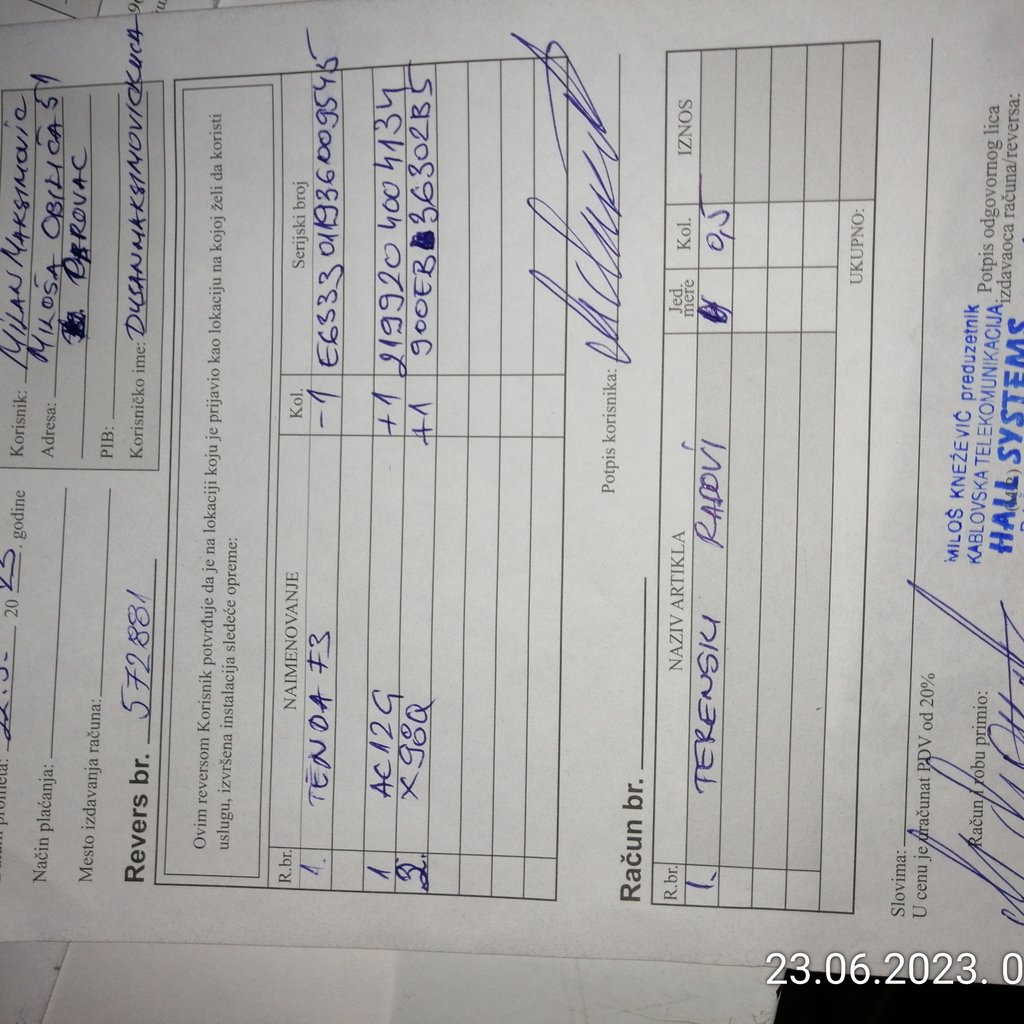 Korisnik: MILAN MAKSIMOVIĆ
Adresa: MILOŠA OBILIĆA 51
PAROVAC
PIB:
Korisničko ime: DUSANMAKSIMOVICKUCA
20 23. godine
Način plaćanja:
Mesto izdavanja računa:
Revers br. 572881
Ovim reversom Korisnik potvrđuje da je na lokaciji koju je prijavio kao lokaciju na kojoj želi da koristi
uslugu, izvršena instalacija sledeće opreme:
R.br. NAIMENOVANJE Kol. Serijski broj
1. TENDA F3 -1 E6333011936009545
1 AC12G +1 2199204004134
2. X98Q +1 900EB36302B5
Potpis korisnika:
Račun br.
R.br. NAZIV ARTIKLA Jed. mere Kol. IZNOS
1. TERENSKI RADOVI 0,5
UKUPNO:
Slovima:
U cenu je uračunat PDV od 20%
Račun i robu primio:
MILOŠ KNEŽEVIĆ preduzetnik
KABLOVSKA TELEKOMUNIKACIJA
HALL SYSTEMS
Potpis odgovornog lica
izdavaoca računa/reversa:
23.06.2023. 0